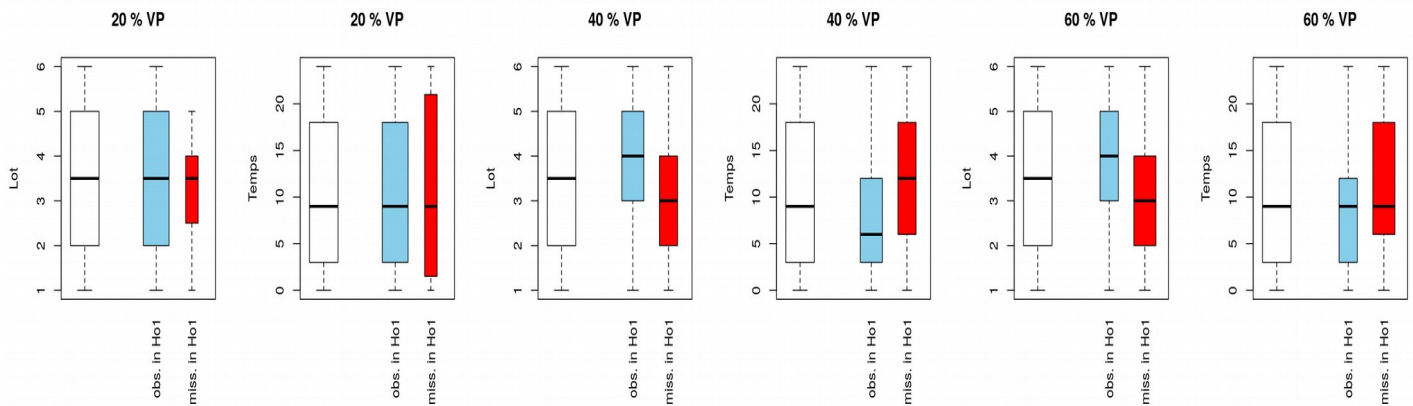 20 % VP
Lot
1 2 3 4 5 6
obs. in Ho1
miss. in Ho1
20 % VP
Temps
0 5 10 15 20
obs. in Ho1
miss. in Ho1
40 % VP
Lot
1 2 3 4 5 6
obs. in Ho1
miss. in Ho1
40 % VP
Temps
0 5 10 15 20
obs. in Ho1
miss. in Ho1
60 % VP
Lot
1 2 3 4 5 6
obs. in Ho1
miss. in Ho1
60 % VP
Temps
0 5 10 15 20
obs. in Ho1
miss. in Ho1